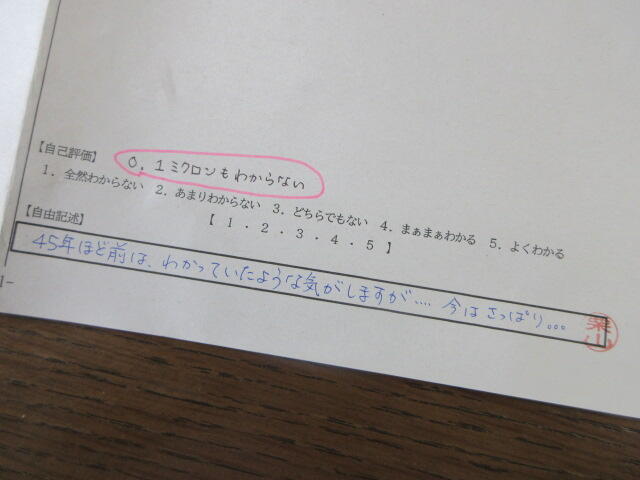 【自己評価】
0. 1ミクロンもわからない
1. 全然わからない 2. あまりわからない 3. どちらでもない 4. まぁまぁわかる 5. よくわかる
【 1 ・ 2 ・ 3 ・ 4 ・ 5 】
【自由記述】
45年ほど前は、わかっていたような気がしますが.... 今はさっぱり...
栗山
1-